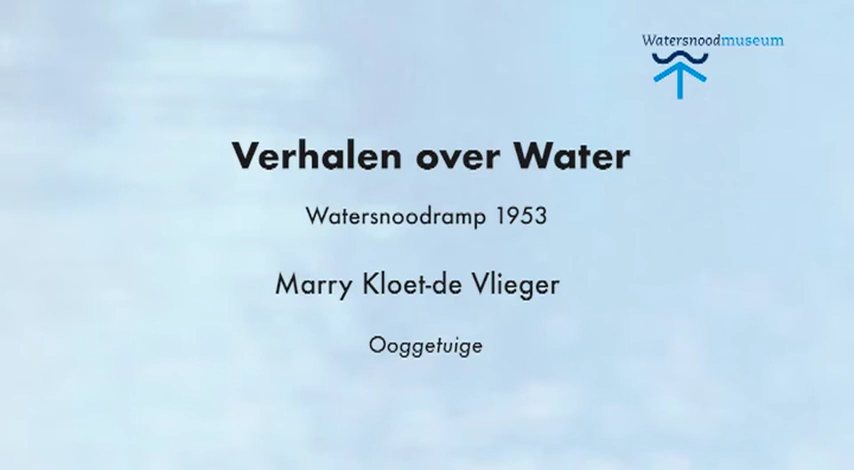 Watersnoodmuseum
Verhalen over Water
Watersnoodramp 1953
Marry Kloet-de Vlieger
Ooggetuige